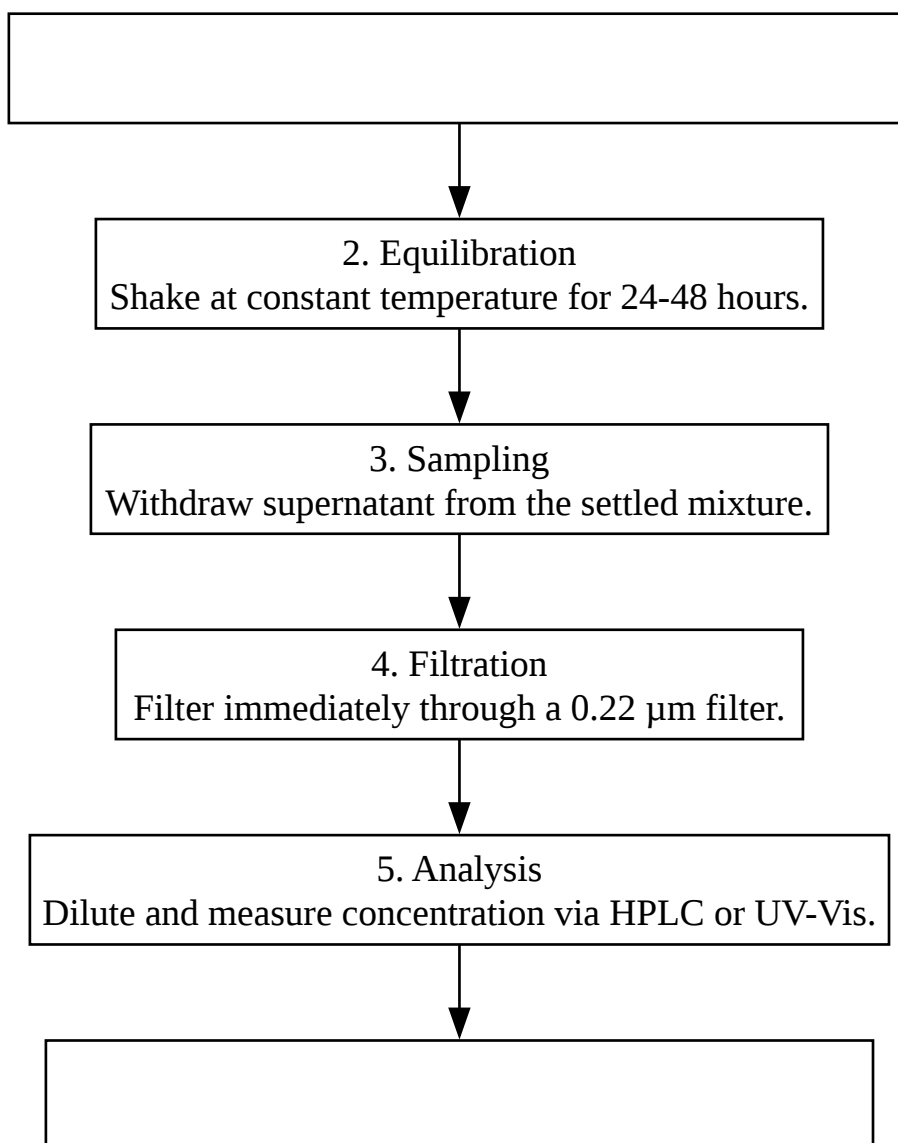 2. Equilibration
Shake at constant temperature for 24-48 hours.
3. Sampling
Withdraw supernatant from the settled mixture.
4. Filtration
Filter immediately through a 0.22 µm filter.
5. Analysis
Dilute and measure concentration via HPLC or UV-Vis.